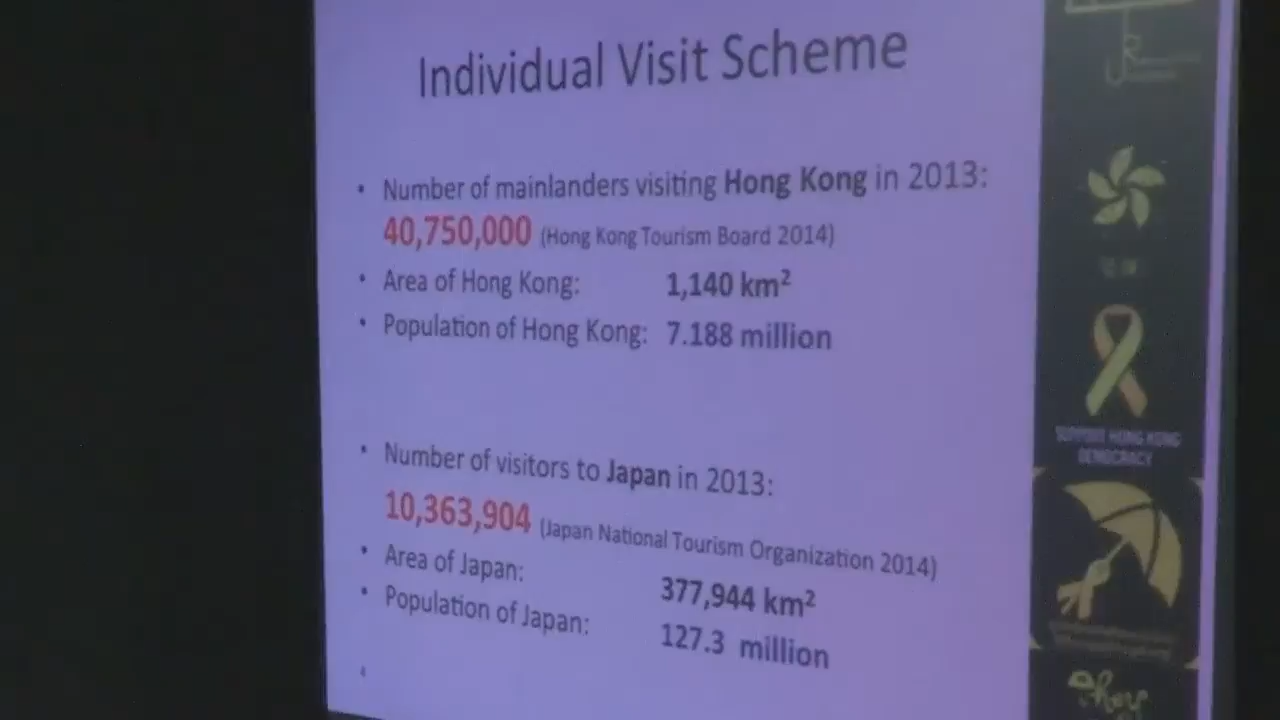 Individual Visit Scheme
• Number of mainlanders visiting Hong Kong in 2013:
40,750,000 (Hong Kong Tourism Board 2014)
• Area of Hong Kong: 1,140 km²
• Population of Hong Kong: 7.188 million
• Number of visitors to Japan in 2013:
10,363,904 (Japan National Tourism Organization 2014)
• Area of Japan: 377,944 km²
• Population of Japan: 127.3 million
SUPPORT HONG KONG
DEMOCRACY